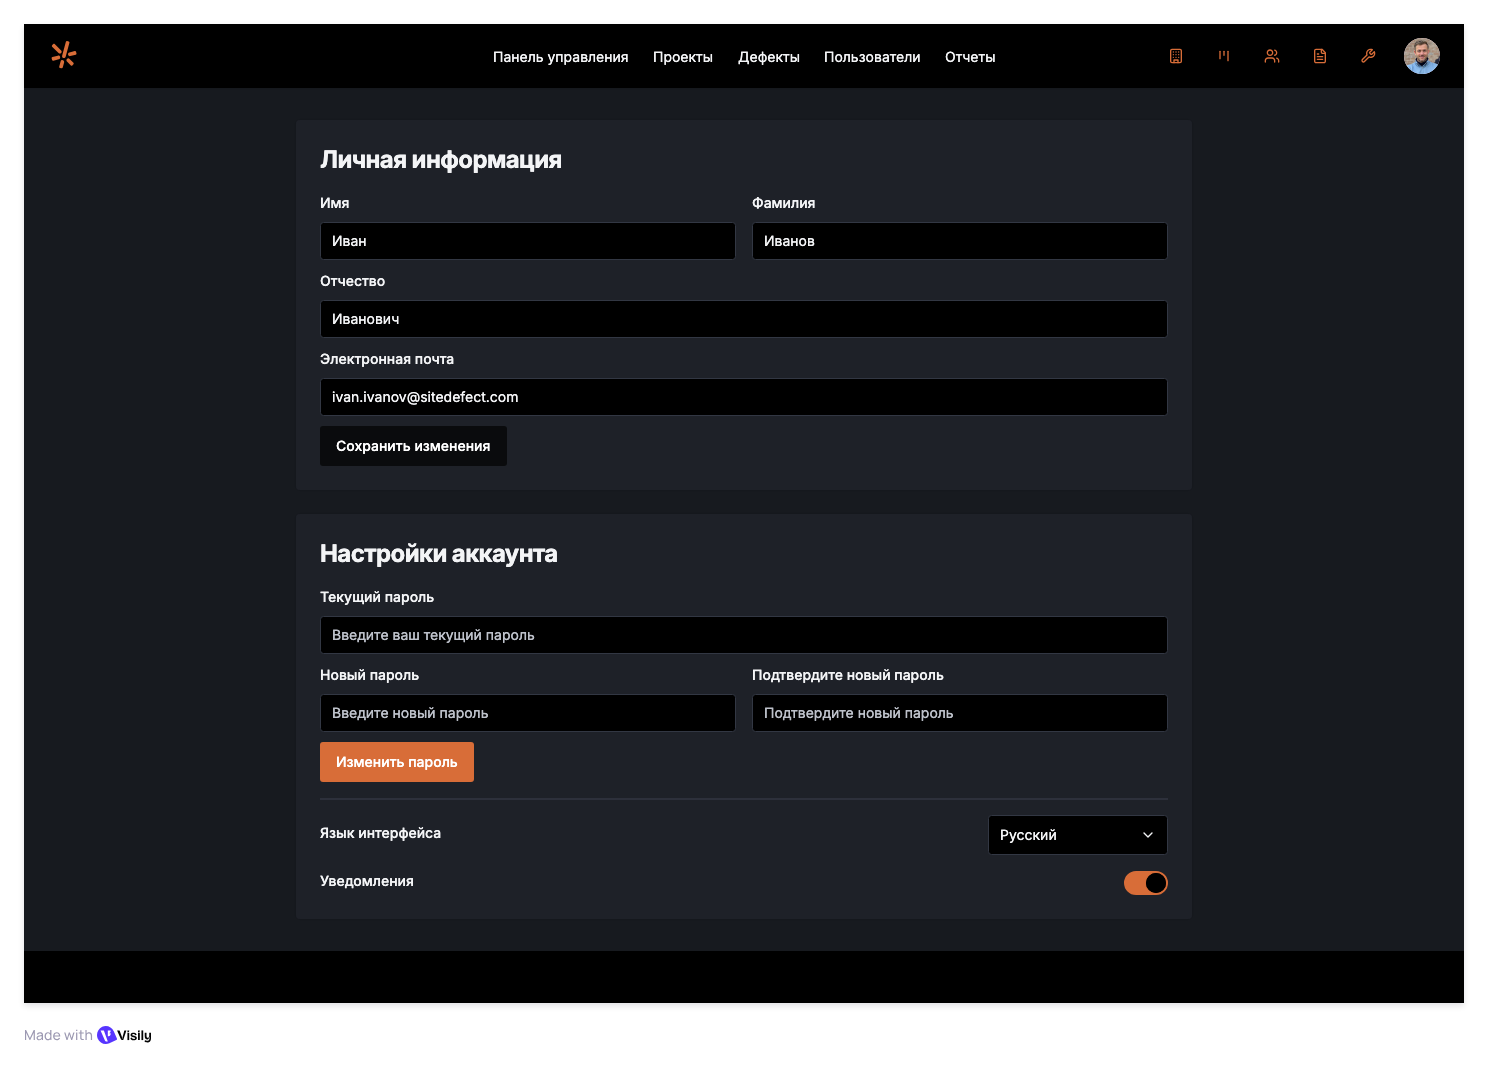 Панель управления Проекты Дефекты Пользователи Отчеты
Личная информация
Имя Фамилия
Иван Иванов
Отчество
Иванович
Электронная почта
ivan.ivanov@sitedefect.com
Сохранить изменения
Настройки аккаунта
Текущий пароль
Введите ваш текущий пароль
Новый пароль Подтвердите новый пароль
Введите новый пароль Подтвердите новый пароль
Изменить пароль
Язык интерфейса Русский
Уведомления
Made with Visily